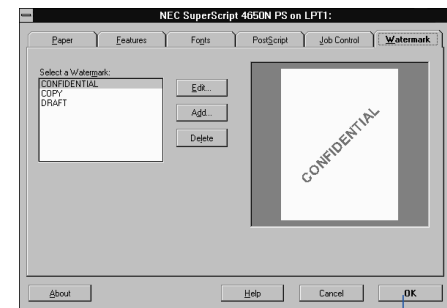 NEC SuperScript 4650N PS on LPT1:
Paper Features Fonts PostScript Job Control Watermark
Select a Watermark:
CONFIDENTIAL
COPY
DRAFT
Edit...
Add...
Delete
CONFIDENTIAL
About Help Cancel OK